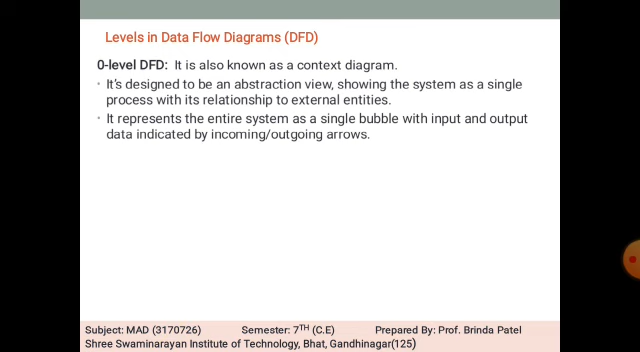 Levels in Data Flow Diagrams (DFD)
0-level DFD: It is also known as a context diagram.
• It's designed to be an abstraction view, showing the system as a single
process with its relationship to external entities.
• It represents the entire system as a single bubble with input and output
data indicated by incoming/outgoing arrows.
Subject: MAD (3170726) Semester: 7TH (C.E) Prepared By: Prof. Brinda Patel
Shree Swaminarayan Institute of Technology, Bhat, Gandhinagar(125)